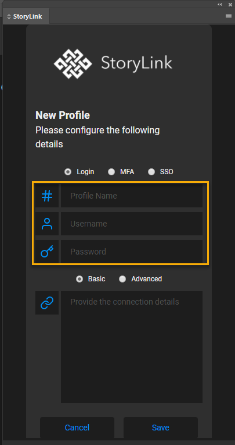 StoryLink
StoryLink
New Profile
Please configure the following
details
Login MFA SSO
Profile Name
Username
Password
Basic Advanced
Provide the connection details
Cancel Save